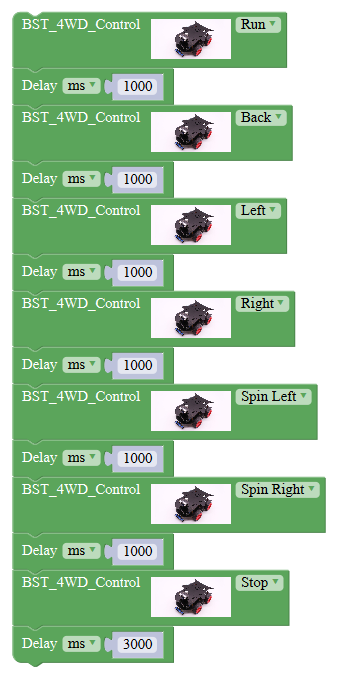 BST_4WD_Control Run
Delay ms 1000
BST_4WD_Control Back
Delay ms 1000
BST_4WD_Control Left
Delay ms 1000
BST_4WD_Control Right
Delay ms 1000
BST_4WD_Control Spin Left
Delay ms 1000
BST_4WD_Control Spin Right
Delay ms 1000
BST_4WD_Control Stop
Delay ms 3000